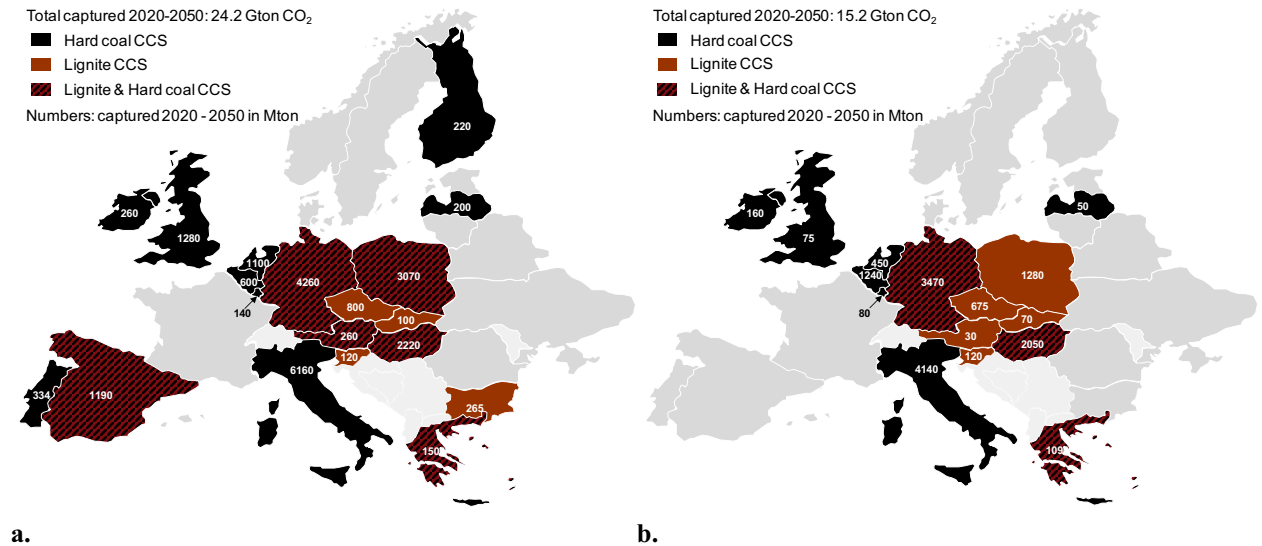 Total captured 2020-2050: 24.2 Gton CO₂
Hard coal CCS
Lignite CCS
Lignite & Hard coal CCS
Numbers: captured 2020 - 2050 in Mton
220
200
260
1280
1100
600
140
4260
3070
800
100
260
2220
120
6160
334
1190
265
1500
a.
Total captured 2020-2050: 15.2 Gton CO₂
Hard coal CCS
Lignite CCS
Lignite & Hard coal CCS
Numbers: captured 2020 - 2050 in Mton
50
160
75
450
1240
80
3470
1280
675
70
30
2050
120
4140
1090
b.